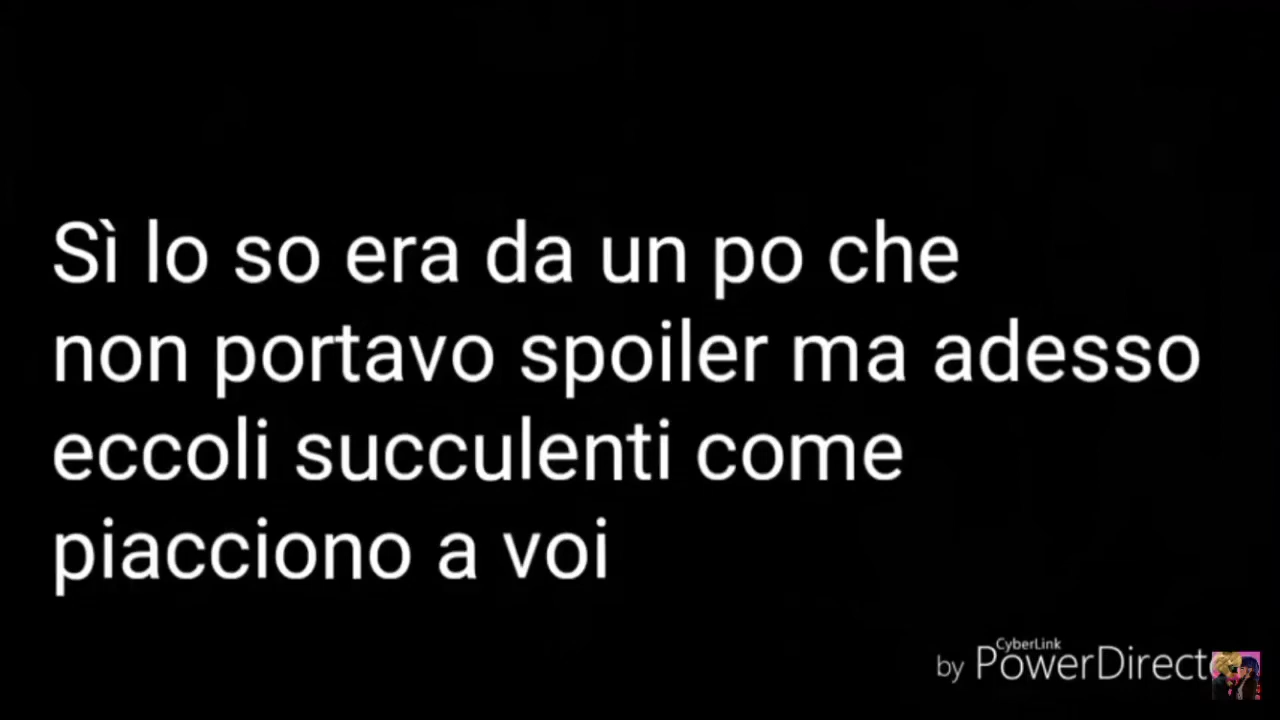 Sì lo so era da un po che
non portavo spoiler ma adesso
eccoli succulenti come
piacciono a voi
CyberLink
by PowerDirect